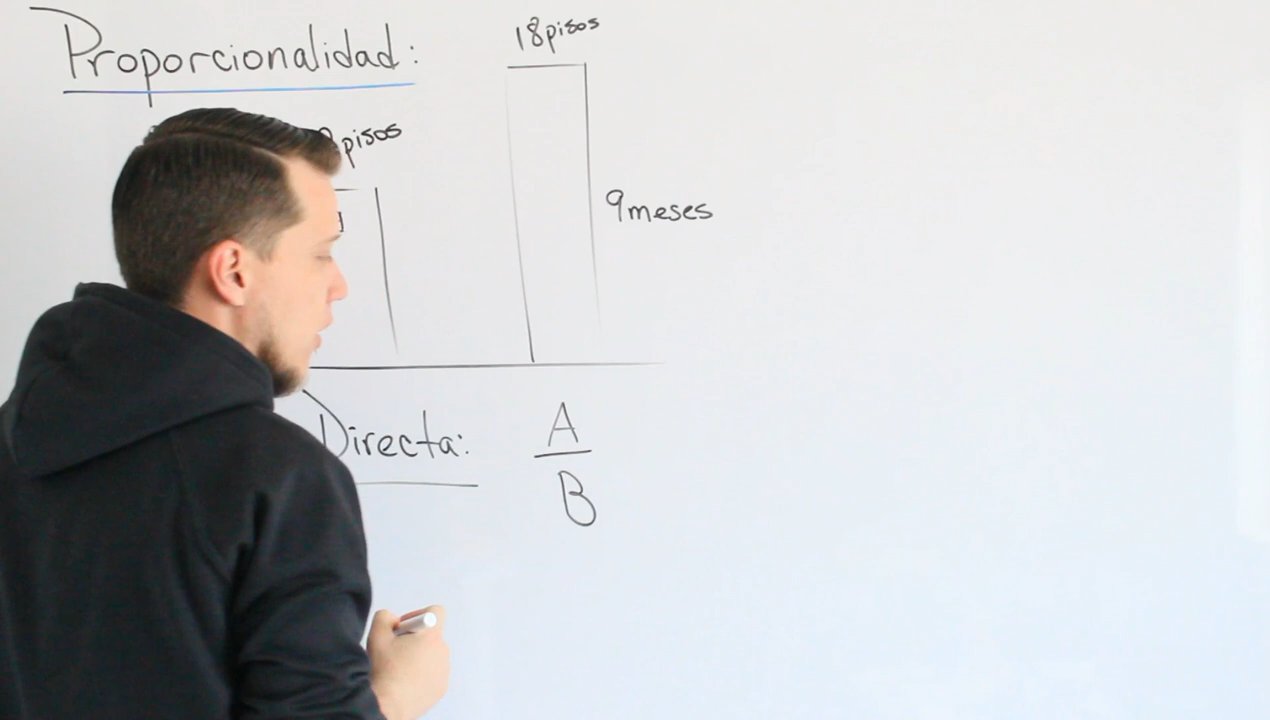 Proporcionalidad:
18pisos
pisos
9meses
Directa:
A
B